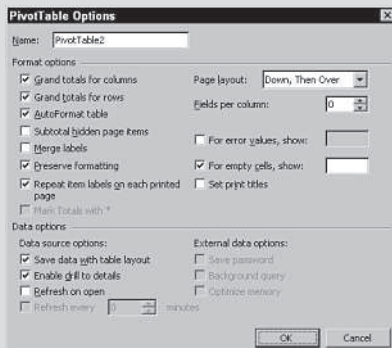 PivotTable Options
Name: PivotTable2
Format options
Grand totals for columns
Grand totals for rows
AutoFormat table
Subtotal hidden page items
Merge labels
Preserve formatting
Repeat item labels on each printed
page
Mark Totals with *
Page layout: Down, Then Over
Fields per column: 0
For error values, show:
For empty cells, show:
Set print titles
Data options
Data source options:
Save data with table layout
Enable drill to details
Refresh on open
Refresh every 0 minutes
External data options:
Save password
Background query
Optimize memory
OK Cancel